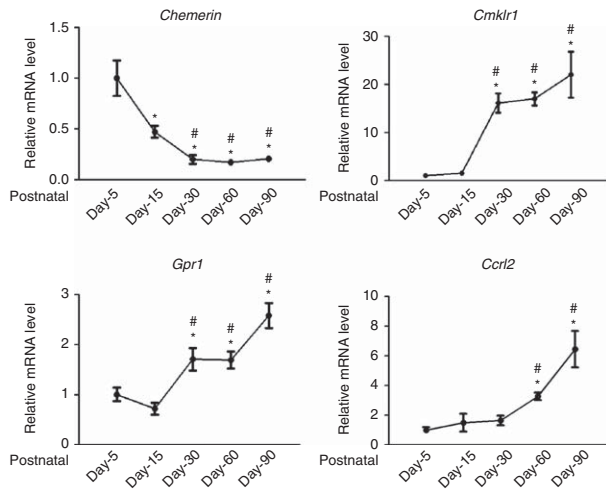 Chemerin
Relative mRNA level
1.5
1.0
0.5
0.0
*
# *
# *
# *
Postnatal
Day-5 Day-15 Day-30 Day-60 Day-90
Cmklr1
Relative mRNA level
30
20
10
0
# *
# *
# *
Postnatal
Day-5 Day-15 Day-30 Day-60 Day-90
Gpr1
Relative mRNA level
3
2
1
0
# *
# *
# *
Postnatal
Day-5 Day-15 Day-30 Day-60 Day-90
Ccrl2
Relative mRNA level
10
8
6
4
2
0
# *
# *
Postnatal
Day-5 Day-15 Day-30 Day-60 Day-90